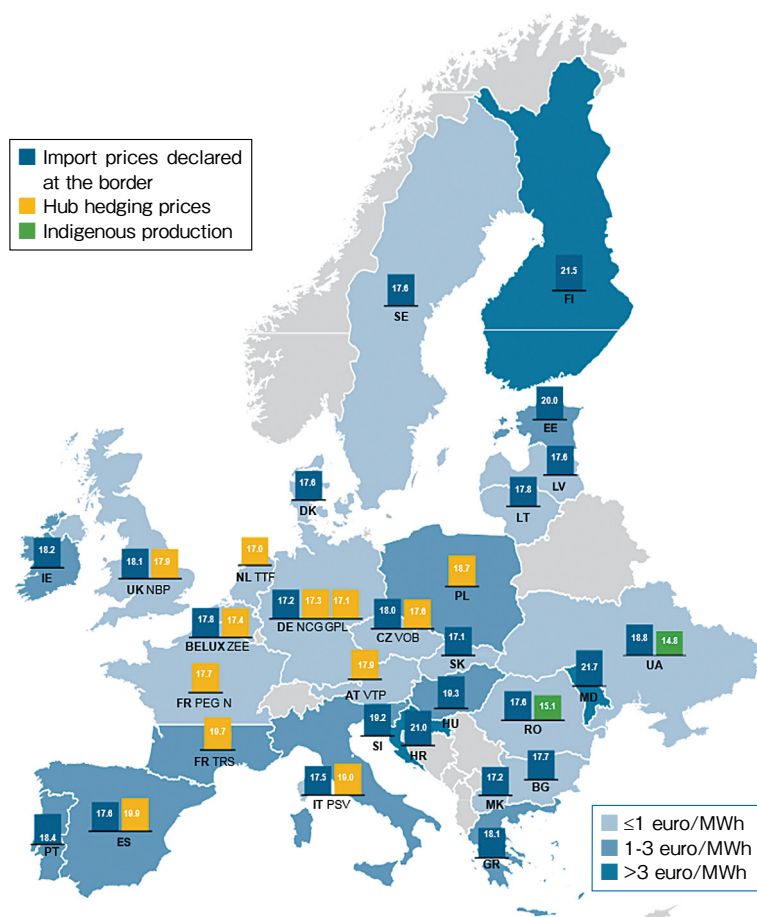 Import prices declared
at the border
Hub hedging prices
Indigenous production
21.5
FI
17.6
SE
20.0
EE
17.6
LV
17.8
LT
17.6
DK
18.2
IE
18.1 17.9
UK NBP
17.0
NL TTF
18.7
PL
17.2 17.3 17.1
DE NCG GPL
18.0 17.6
CZ VOB
17.8 17.4
BELUX ZEE
17.1
SK
18.8 14.8
UA
17.7
FR PEG N
17.9
AT VTP
19.3
HU
21.7
MD
17.6 15.1
RO
19.2
SI
21.0
HR
19.7
FR TRS
17.5 19.0
IT PSV
17.2
MK
17.7
BG
17.6 19.9
ES
18.4
PT
18.1
GR
≤1 euro/MWh
1-3 euro/MWh
>3 euro/MWh